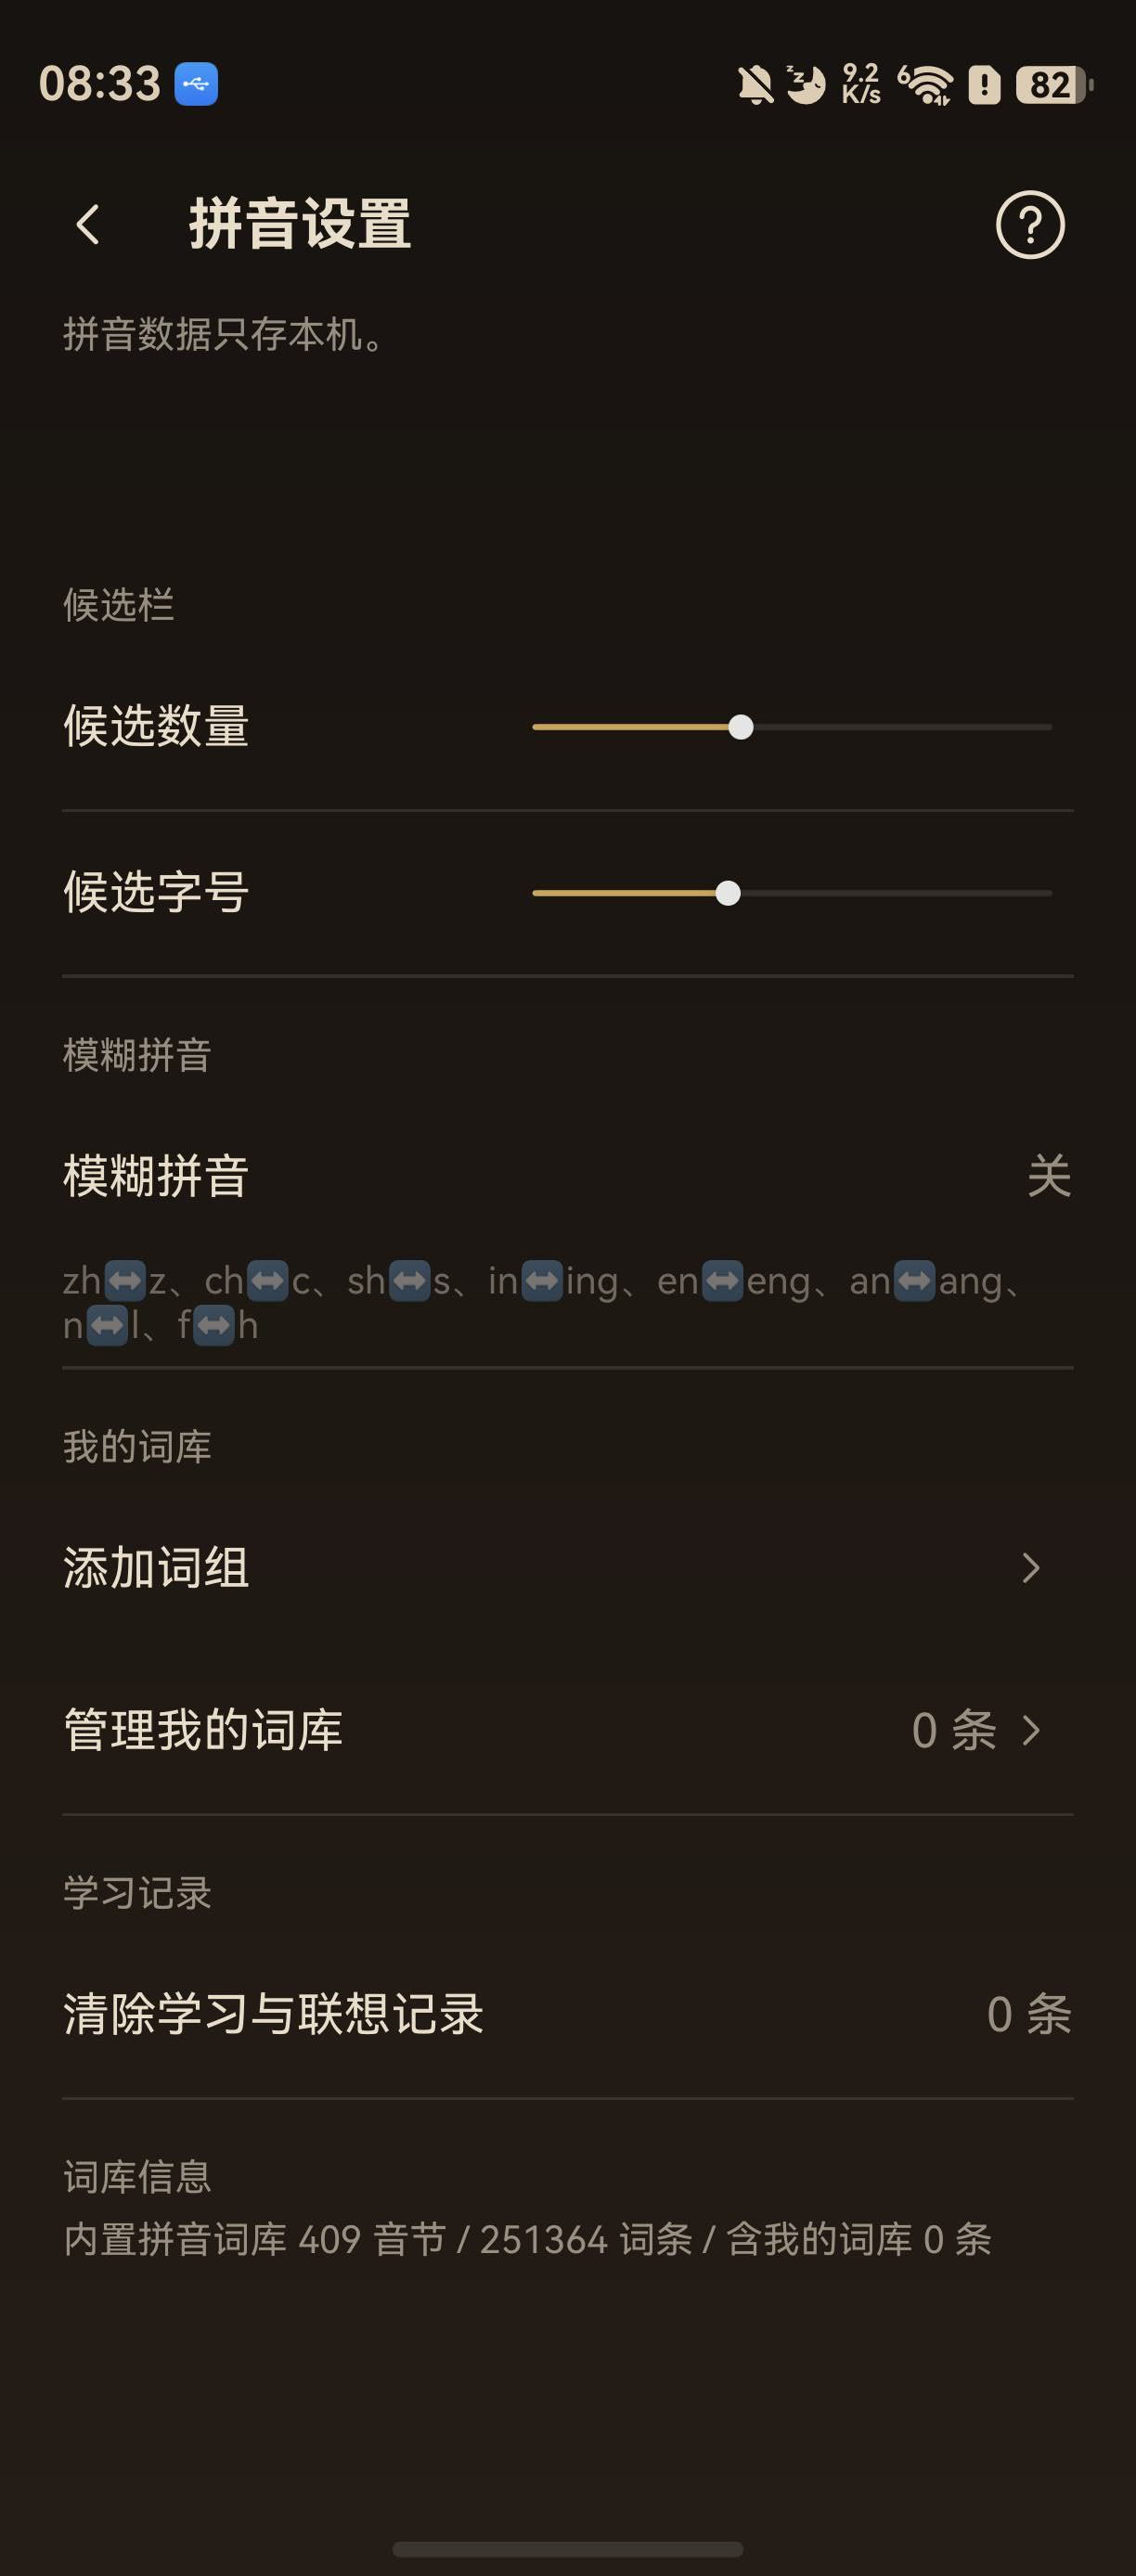 08:33
9.2 K/s
6
82
拼音设置
拼音数据只存本机。
候选栏
候选数量
候选字号
模糊拼音
模糊拼音 关
zh↔️z、ch↔️c、sh↔️s、in↔️ing、en↔️eng、an↔️ang、
n↔️l、f↔️h
我的词库
添加词组
管理我的词库 0 条
学习记录
清除学习与联想记录 0 条
词库信息
内置拼音词库 409 音节 / 251364 词条 / 含我的词库 0 条